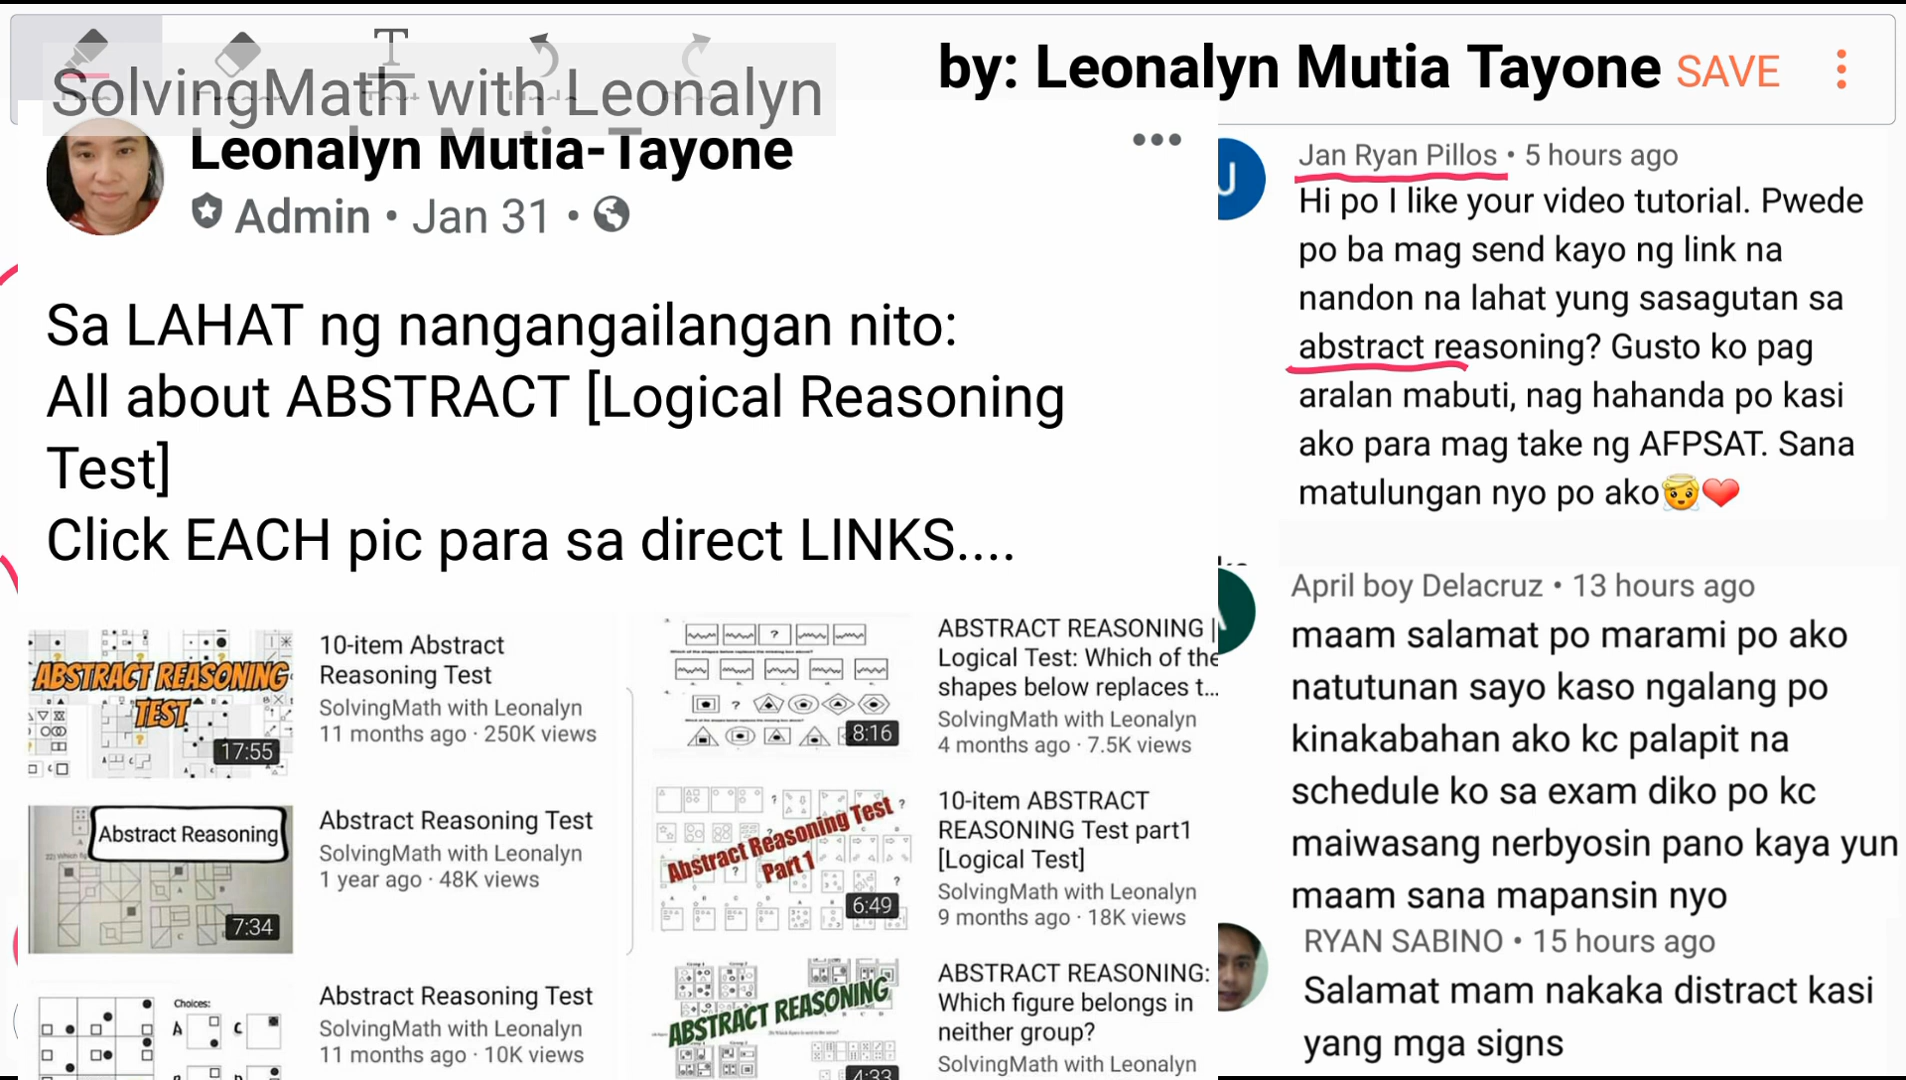 SolvingMath with Leonalyn
by: Leonalyn Mutia Tayone
SAVE
Leonalyn Mutia-Tayone
Admin • Jan 31 •
Sa LAHAT ng nangangailangan nito:
All about ABSTRACT [Logical Reasoning
Test]
Click EACH pic para sa direct LINKS....
ABSTRACT REASONING
TEST
17:55
10-item Abstract
Reasoning Test
SolvingMath with Leonalyn
11 months ago · 250K views
Abstract Reasoning
7:34
Abstract Reasoning Test
SolvingMath with Leonalyn
1 year ago · 48K views
Choices:
A
C
Abstract Reasoning Test
SolvingMath with Leonalyn
11 months ago · 10K views
8:16
ABSTRACT REASONING |
Logical Test: Which of the
shapes below replaces t...
SolvingMath with Leonalyn
4 months ago · 7.5K views
Abstract Reasoning Test
Part 1
6:49
10-item ABSTRACT
REASONING Test part1
[Logical Test]
SolvingMath with Leonalyn
9 months ago · 18K views
ABSTRACT REASONING
4:33
ABSTRACT REASONING:
Which figure belongs in
neither group?
SolvingMath with Leonalyn
J
Jan Ryan Pillos • 5 hours ago
Hi po I like your video tutorial. Pwede
po ba mag send kayo ng link na
nandon na lahat yung sasagutan sa
abstract reasoning? Gusto ko pag
aralan mabuti, nag hahanda po kasi
ako para mag take ng AFPSAT. Sana
matulungan nyo po ako
April boy Delacruz • 13 hours ago
maam salamat po marami po ako
natutunan sayo kaso ngalang po
kinakabahan ako kc palapit na
schedule ko sa exam diko po kc
maiwasang nerbyosin pano kaya yun
maam sana mapansin nyo
RYAN SABINO • 15 hours ago
Salamat mam nakaka distract kasi
yang mga signs